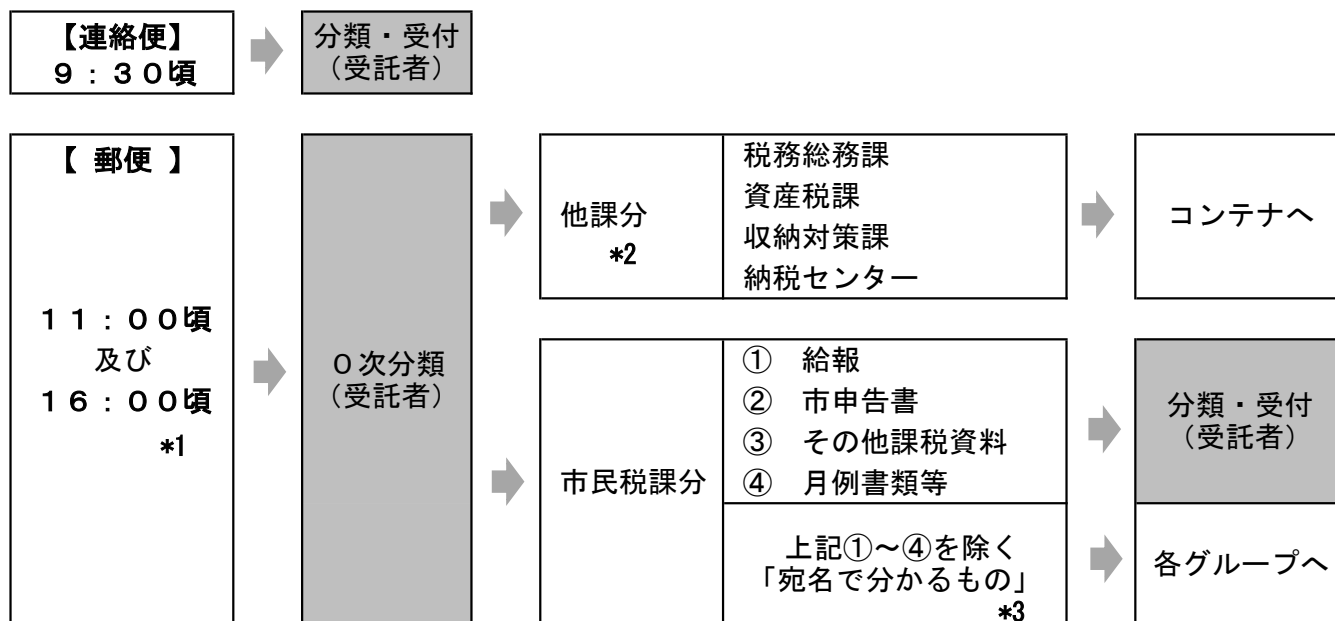 【連絡便】
９：３０頃
分類・受付
（受託者）
【 郵便 】
１１：００頃
及び
１６：００頃
*1
０次分類
（受託者）
他課分
*2
税務総務課
資産税課
収納対策課
納税センター
コンテナへ
市民税課分
① 給報
② 市申告書
③ その他課税資料
④ 月例書類等
分類・受付
（受託者）
上記①～④を除く
「宛名で分かるもの」
*3
各グループへ